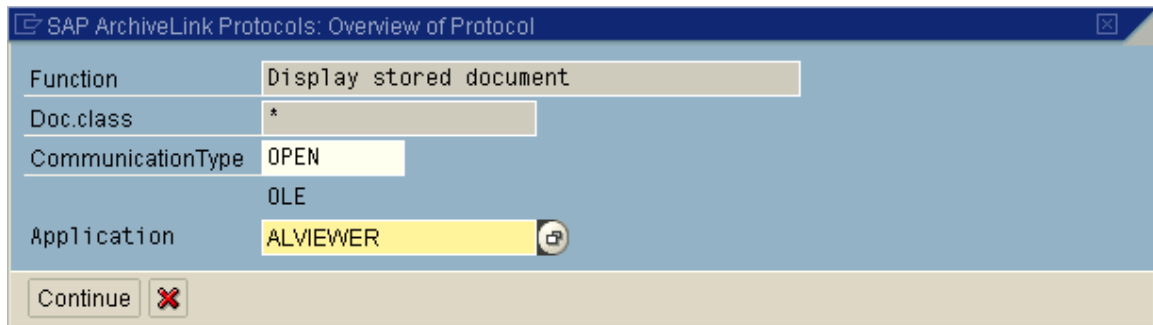 SAP ArchiveLink Protocols: Overview of Protocol
Function Display stored document
Doc.class *
CommunicationType OPEN
OLE
Application ALVIEWER
Continue